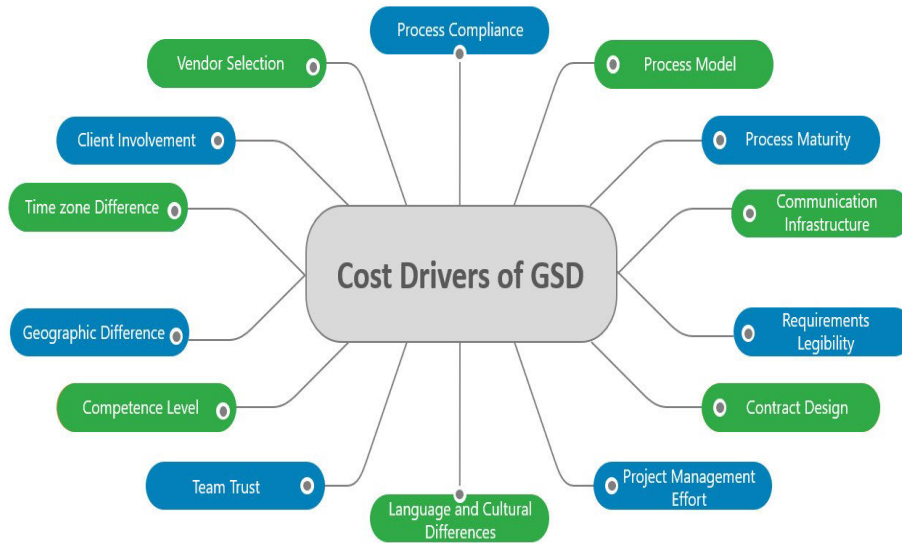 Process Compliance
Vendor Selection
Process Model
Client Involvement
Process Maturity
Time zone Difference
Communication
Infrastructure
Cost Drivers of GSD
Geographic Difference
Requirements
Legibility
Competence Level
Contract Design
Team Trust
Project Management
Effort
Language and Cultural
Differences